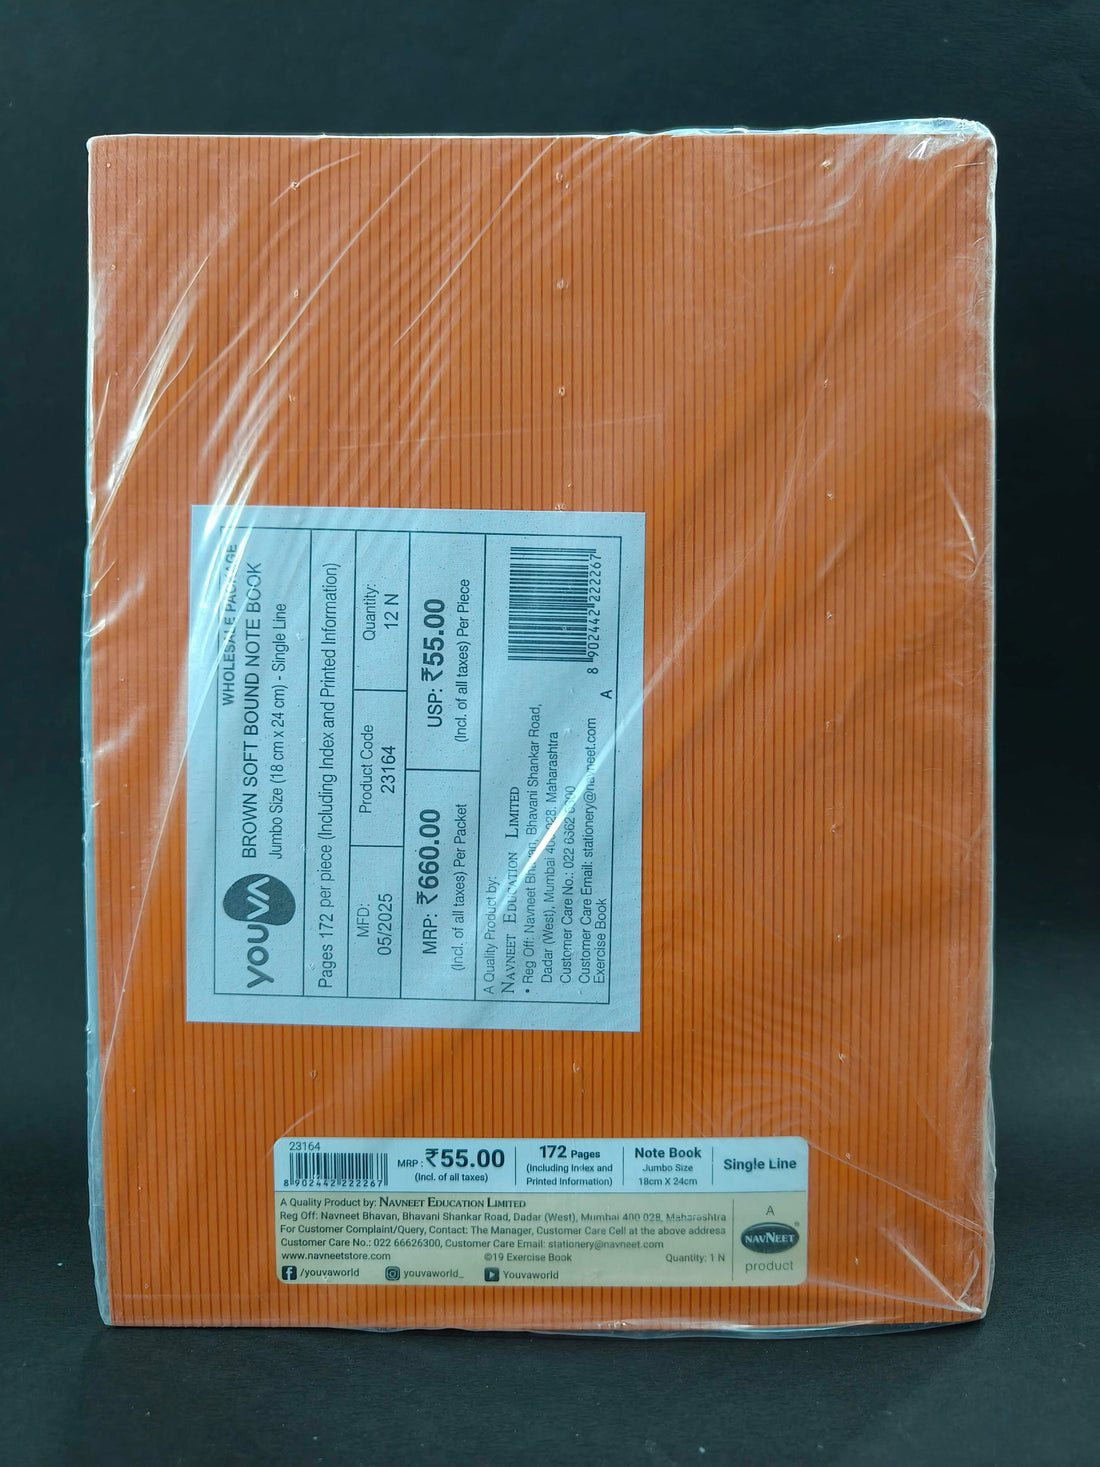 WHOLESALE PACKAGE
youva
BROWN SOFT BOUND NOTE BOOK
Jumbo Size (18 cm x 24 cm) - Single Line
Pages 172 per piece (Including Index and Printed Information)
MFD:
05/2025
Product Code
23164
Quantity:
12 N
MRP: ₹660.00
(Incl. of all taxes) Per Packet
USP: ₹55.00
(Incl. of all taxes) Per Piece
A Quality Product by:
NAVNEET EDUCATION LIMITED
• Reg Off: Navneet Bhavan, Bhavani Shankar Road,
Dadar (West), Mumbai 400 028. Maharashtra
Customer Care No.: 022 6662 6300
Customer Care Email: stationery@navneet.com
Exercise Book
A
8 902442 222267
23164
8 902442 222267
MRP : ₹55.00
(Incl. of all taxes)
172 Pages
(Including Index and
Printed Information)
Note Book
Jumbo Size
18cm X 24cm
Single Line
A Quality Product by: NAVNEET EDUCATION LIMITED
Reg Off: Navneet Bhavan, Bhavani Shankar Road, Dadar (West), Mumbai 400 028, Maharashtra
For Customer Complaint/Query, Contact: The Manager, Customer Care Cell at the above address
Customer Care No.: 022 66626300, Customer Care Email: stationery@navneet.com
www.navneetstore.com ©19 Exercise Book Quantity: 1 N
/youvaworld youvaworld_ Youvaworld
A
NAVNEET®
product